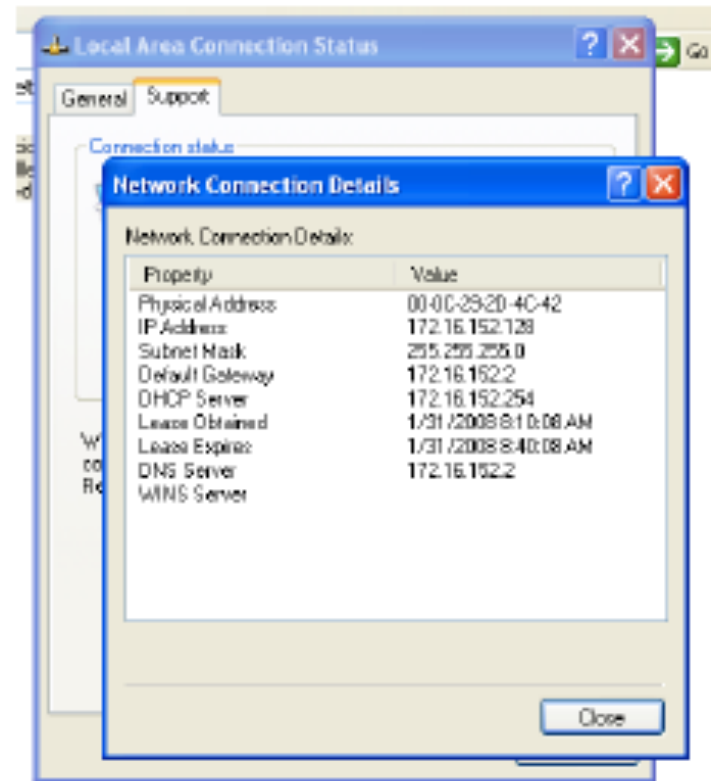 Local Area Connection Status
Go
General Support
Connection status
Network Connection Details
Network Connection Details:
Property Value
Physical Address 00-0C-29-2D-4C-42
IP Address 172.16.152.128
Subnet Mask 255.255.255.0
Default Gateway 172.16.152.2
DHCP Server 172.16.152.254
Lease Obtained 1/31/2008 8:10:08 AM
Lease Expires 1/31/2008 8:40:08 AM
DNS Server 172.16.152.2
WINS Server
Close